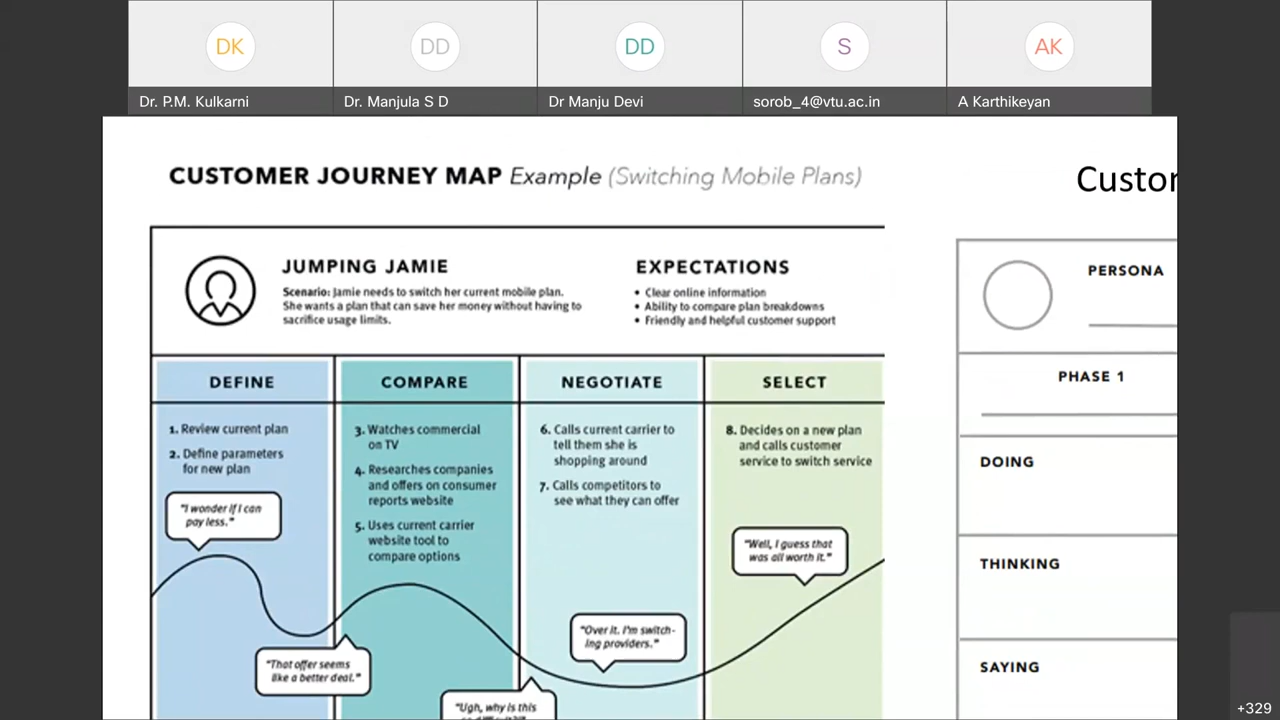 DK
DD
DD
S
AK
Dr. P.M. Kulkarni
Dr. Manjula S D
Dr Manju Devi
sorob_4@vtu.ac.in
A Karthikeyan
CUSTOMER JOURNEY MAP Example (Switching Mobile Plans)
JUMPING JAMIE
Scenario: Jamie needs to switch her current mobile plan.
She wants a plan that can save her money without having to
sacrifice usage limits.
EXPECTATIONS
• Clear online information
• Ability to compare plan breakdowns
• Friendly and helpful customer support
DEFINE
1. Review current plan
2. Define parameters
for new plan
"I wonder if I can
pay less."
"That offer seems
like a better deal."
COMPARE
3. Watches commercial
on TV
4. Researches companies
and offers on consumer
reports website
5. Uses current carrier
website tool to
compare options
"Ugh, why is this
NEGOTIATE
6. Calls current carrier to
tell them she is
shopping around
7. Calls competitors to
see what they can offer
"Over it. I'm switch-
ing providers."
SELECT
8. Decides on a new plan
and calls customer
service to switch service
"Well, I guess that
was all worth it."
Custor
PERSONA
PHASE 1
DOING
THINKING
SAYING
+329